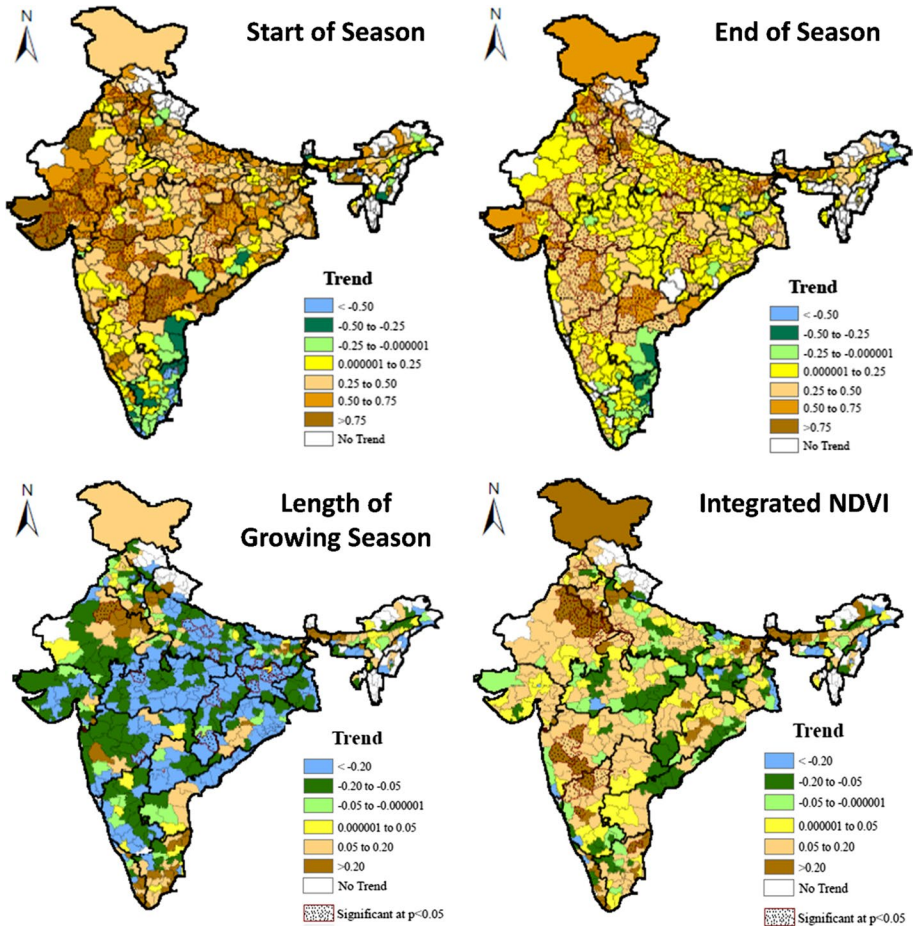 N
Start of Season
Trend
< -0.50
-0.50 to -0.25
-0.25 to -0.000001
0.000001 to 0.25
0.25 to 0.50
0.50 to 0.75
>0.75
No Trend
N
End of Season
Trend
< -0.50
-0.50 to -0.25
-0.25 to -0.000001
0.000001 to 0.25
0.25 to 0.50
0.50 to 0.75
>0.75
No Trend
N
Length of
Growing Season
Trend
< -0.20
-0.20 to -0.05
-0.05 to -0.000001
0.000001 to 0.05
0.05 to 0.20
>0.20
No Trend
Significant at p<0.05
N
Integrated NDVI
Trend
< -0.20
-0.20 to -0.05
-0.05 to -0.000001
0.000001 to 0.05
0.05 to 0.20
>0.20
No Trend
Significant at p<0.05